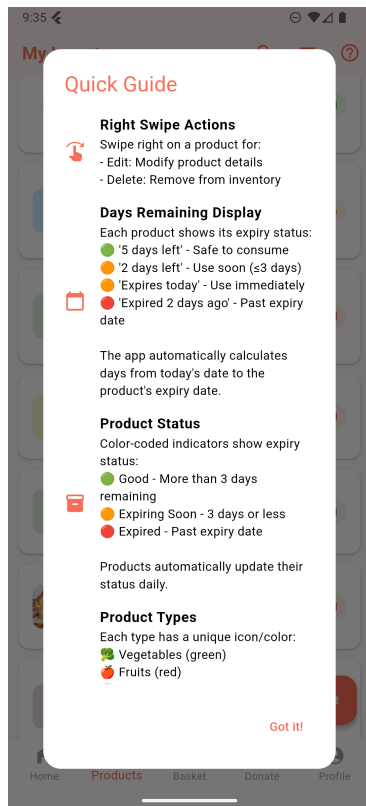 9:35
My
Quick Guide
Right Swipe Actions
Swipe right on a product for:
- Edit: Modify product details
- Delete: Remove from inventory
Days Remaining Display
Each product shows its expiry status:
🟢 '5 days left' - Safe to consume
🟠 '2 days left' - Use soon (≤3 days)
🟠 'Expires today' - Use immediately
🔴 'Expired 2 days ago' - Past expiry
date
The app automatically calculates
days from today's date to the
product's expiry date.
Product Status
Color-coded indicators show expiry
status:
🟢 Good - More than 3 days
remaining
🟠 Expiring Soon - 3 days or less
🔴 Expired - Past expiry date
Products automatically update their
status daily.
Product Types
Each type has a unique icon/color:
🥦 Vegetables (green)
🍎 Fruits (red)
Got it!
Home
Products
Basket
Donate
Profile